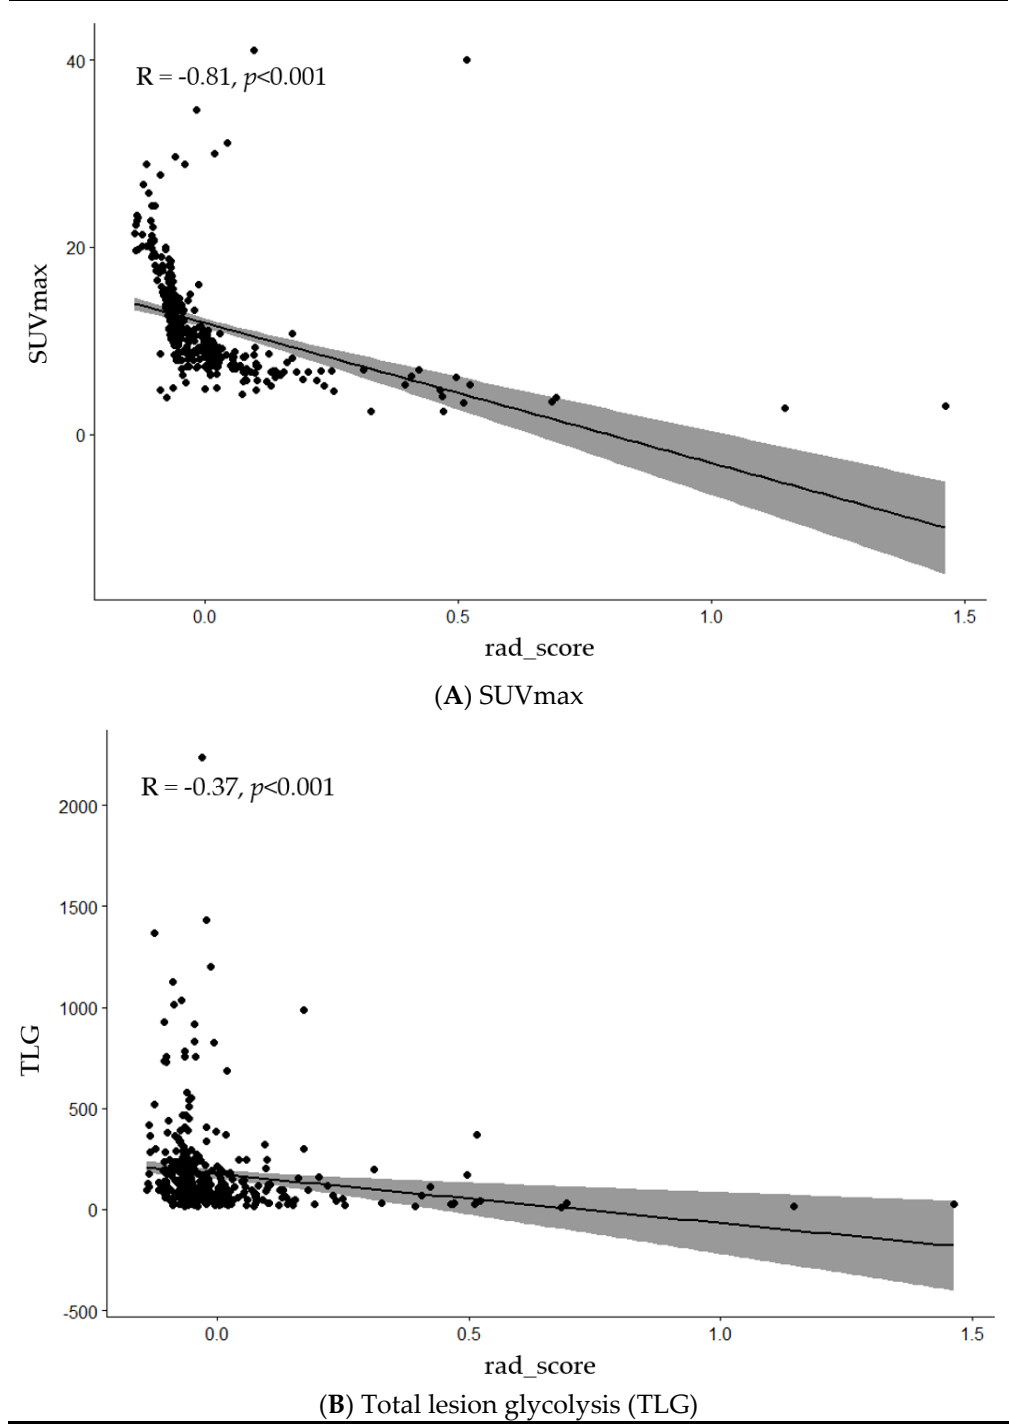 R = -0.81, p<0.001
40
20
0
SUVmax
0.0 0.5 1.0 1.5
rad_score
(A) SUVmax
R = -0.37, p<0.001
2000
1500
1000
500
0
-500
TLG
0.0 0.5 1.0 1.5
rad_score
(B) Total lesion glycolysis (TLG)